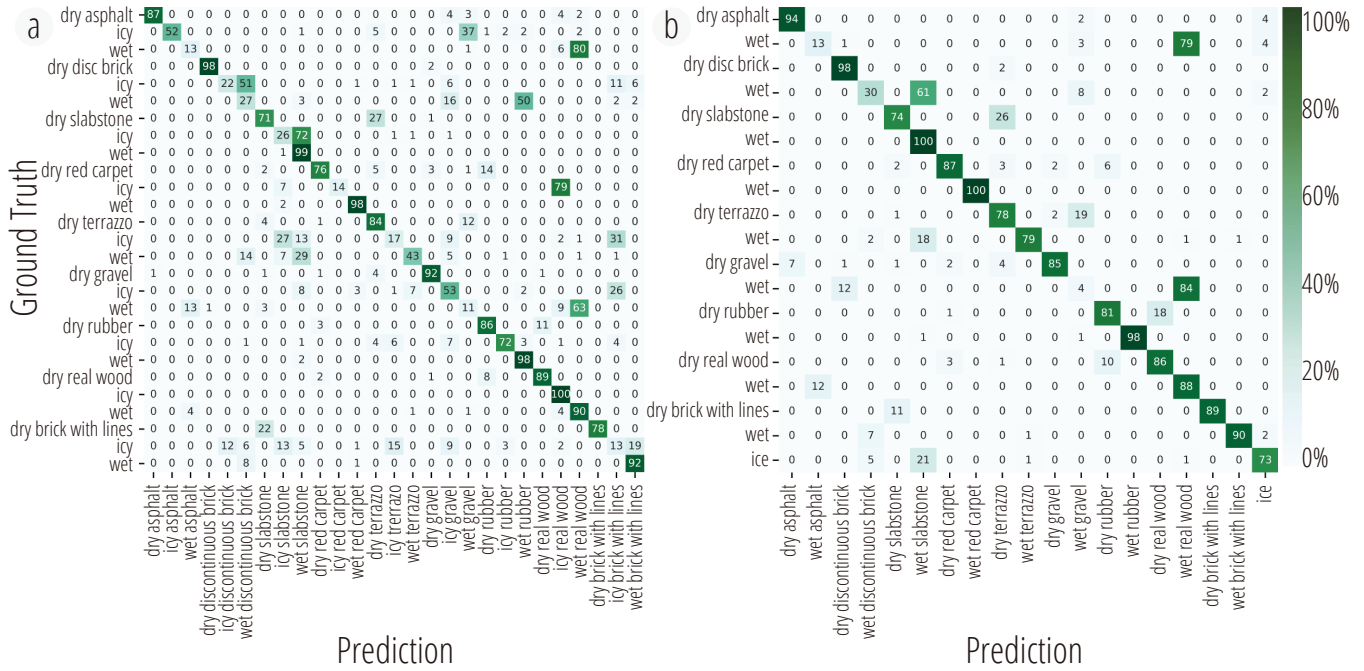 a
Ground Truth
dry asphalt 87 0 0 0 0 0 0 0 0 0 0 0 0 0 0 0 4 3 0 0 0 0 4 2 0 0 0
icy 0 52 0 0 0 0 0 0 1 0 0 0 5 0 0 0 0 37 1 2 2 0 0 2 0 0 0
wet 0 0 13 0 0 0 0 0 0 0 0 0 0 0 0 0 0 0 0 0 0 0 6 80 0 0 0
dry disc brick 0 0 0 98 0 0 0 0 0 0 0 0 0 0 0 2 0 0 0 0 0 0 0 0 0 0 0
icy 0 0 0 0 22 51 0 0 0 0 0 1 0 1 1 0 6 0 0 0 0 0 0 0 0 11 6
wet 0 0 0 0 0 27 0 0 3 0 0 0 0 0 0 0 16 0 0 0 50 0 0 0 0 2 2
dry slabstone 0 0 0 0 0 0 71 0 0 0 0 0 27 0 0 1 0 0 0 0 0 0 0 0 0 0 0
icy 0 0 0 0 0 0 0 26 72 0 0 0 0 1 1 0 1 0 0 0 0 0 0 0 0 0 0
wet 0 0 0 0 0 0 0 1 99 0 0 0 0 0 0 0 0 0 0 0 0 0 0 0 0 0 0
dry red carpet 0 0 0 0 0 0 2 0 0 76 0 0 5 0 0 3 0 1 14 0 0 0 0 0 0 0 0
icy 0 0 0 0 0 0 0 7 0 0 14 0 0 0 0 0 0 0 0 0 0 0 79 0 0 0 0
wet 0 0 0 0 0 0 0 2 0 0 0 98 0 0 0 0 0 0 0 0 0 0 0 0 0 0 0
dry terrazzo 0 0 0 0 0 0 4 0 0 1 0 0 84 0 0 0 0 12 0 0 0 0 0 0 0 0 0
icy 0 0 0 0 0 0 0 27 13 0 0 0 0 17 0 0 9 0 0 0 0 0 2 1 0 31 0
wet 0 0 0 0 0 14 0 7 29 0 0 0 0 0 43 0 5 0 0 1 0 0 0 1 0 1 0
dry gravel 1 0 0 0 0 0 1 0 0 1 0 0 4 0 0 92 0 0 0 0 0 1 0 0 0 0 0
icy 0 0 0 0 0 0 0 0 8 0 0 3 0 1 7 0 53 0 0 0 2 0 0 0 0 26 0
wet 0 0 13 1 0 0 3 0 0 0 0 0 0 0 0 0 0 11 0 0 0 0 9 63 0 0 0
dry rubber 0 0 0 0 0 0 0 0 0 3 0 0 0 0 0 0 0 0 86 0 0 11 0 0 0 0 0
icy 0 0 0 0 0 1 0 0 1 0 0 0 4 6 0 0 7 0 0 72 3 0 1 0 0 4 0
wet 0 0 0 0 0 0 0 0 2 0 0 0 0 0 0 0 0 0 0 0 98 0 0 0 0 0 0
dry real wood 0 0 0 0 0 0 0 0 0 2 0 0 0 0 0 1 0 0 8 0 0 89 0 0 0 0 0
icy 0 0 0 0 0 0 0 0 0 0 0 0 0 0 0 0 0 0 0 0 0 0 100 0 0 0 0
wet 0 0 4 0 0 0 0 0 0 0 0 0 0 0 1 0 0 1 0 0 0 0 4 90 0 0 0
dry brick with lines 0 0 0 0 0 0 22 0 0 0 0 0 0 0 0 0 0 0 0 0 0 0 0 0 78 0 0
icy 0 0 0 0 12 6 0 13 5 0 0 1 0 15 0 0 9 0 0 3 0 0 2 0 0 13 19
wet 0 0 0 0 0 8 0 0 0 0 0 1 0 0 0 0 0 0 0 0 0 0 0 0 0 0 92
dry asphalt
icy asphalt
wet asphalt
dry discontinuous brick
icy discontinuous brick
wet discontinuous brick
dry slabstone
icy slabstone
wet slabstone
dry red carpet
icy red carpet
wet red carpet
dry terrazzo
icy trerrazo
wet terrazzo
dry gravel
icy gravel
wet gravel
dry rubber
icy rubber
wet rubber
dry real wood
icy real wood
wet real wood
dry brick with lines
icy brick with lines
wet brick with lines
Prediction
b
dry asphalt 94 0 0 0 0 0 0 0 0 0 0 2 0 0 0 0 0 0 4
wet 0 13 1 0 0 0 0 0 0 0 0 3 0 0 0 79 0 0 4
dry disc brick 0 0 98 0 0 0 0 0 2 0 0 0 0 0 0 0 0 0 0
wet 0 0 0 30 0 61 0 0 0 0 0 8 0 0 0 0 0 0 2
dry slabstone 0 0 0 0 74 0 0 0 26 0 0 0 0 0 0 0 0 0 0
wet 0 0 0 0 0 100 0 0 0 0 0 0 0 0 0 0 0 0 0
dry red carpet 0 0 0 0 2 0 87 0 3 0 2 0 6 0 0 0 0 0 0
wet 0 0 0 0 0 0 0 100 0 0 0 0 0 0 0 0 0 0 0
dry terrazzo 0 0 0 0 1 0 0 0 78 0 2 19 0 0 0 0 0 0 0
wet 0 0 0 2 0 18 0 0 0 79 0 0 0 0 0 1 0 1 0
dry gravel 7 0 1 0 1 0 2 0 4 0 85 0 0 0 0 0 0 0 0
wet 0 0 12 0 0 0 0 0 0 0 0 4 0 0 0 84 0 0 0
dry rubber 0 0 0 0 0 0 1 0 0 0 0 0 81 0 18 0 0 0 0
wet 0 0 0 0 0 1 0 0 0 0 0 1 0 98 0 0 0 0 0
dry real wood 0 0 0 0 0 0 3 0 1 0 0 0 10 0 86 0 0 0 0
wet 0 12 0 0 0 0 0 0 0 0 0 0 0 0 0 88 0 0 0
dry brick with lines 0 0 0 0 11 0 0 0 0 0 0 0 0 0 0 0 89 0 0
wet 0 0 0 7 0 0 0 0 0 1 0 0 0 0 0 0 0 90 2
ice 0 0 0 5 0 21 0 0 0 1 0 0 0 0 0 1 0 0 73
dry asphalt
wet asphalt
dry discontinuous brick
wet discontinuous brick
dry slabstone
wet slabstone
dry red carpet
wet red carpet
dry terrazzo
wet terrazzo
dry gravel
wet gravel
dry rubber
wet rubber
dry real wood
wet real wood
dry brick with lines
wet brick with lines
ice
Prediction
100%
80%
60%
40%
20%
0%